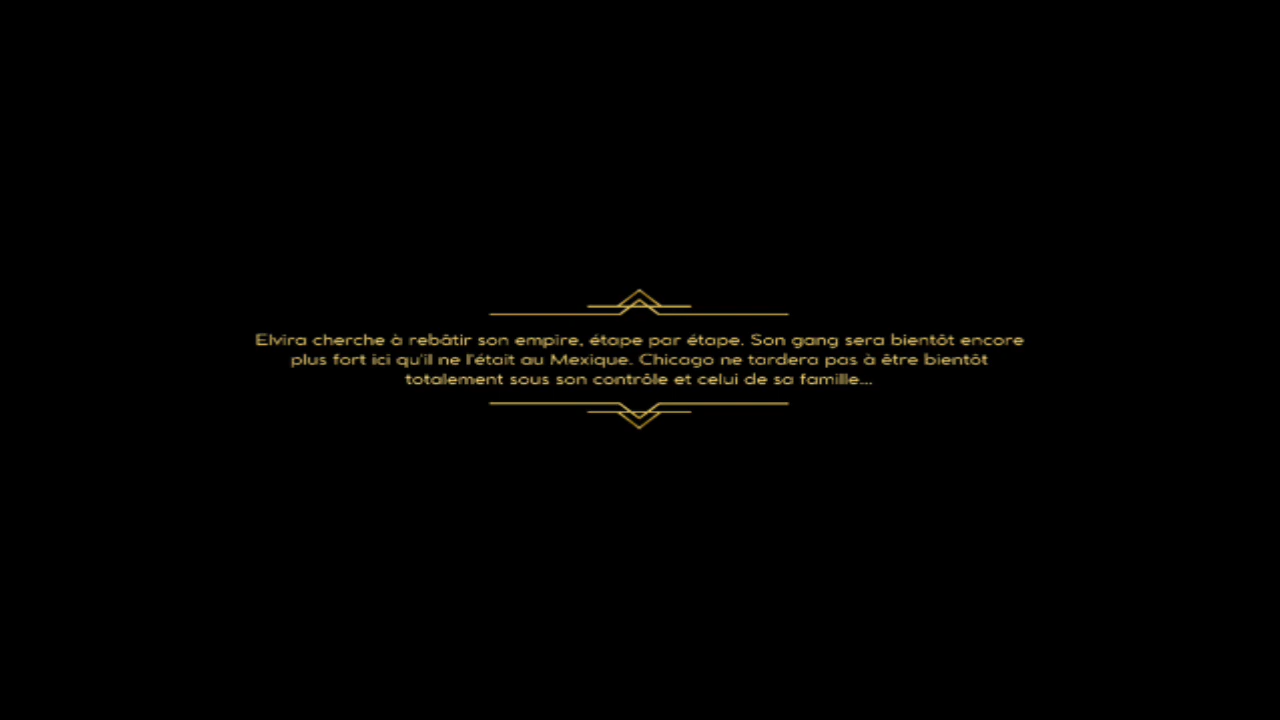 Elvira cherche à rebâtir son empire, étape par étape. Son gang sera bientôt encore
plus fort ici qu'il ne l'était au Mexique. Chicago ne tardera pas à être bientôt
totalement sous son contrôle et celui de sa famille...